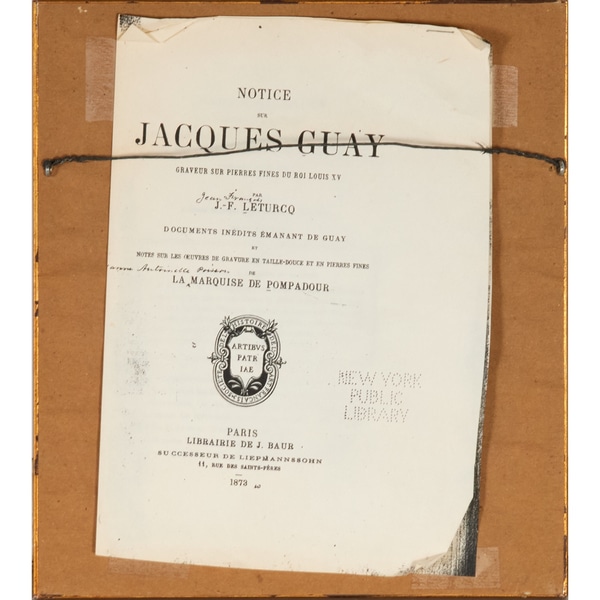 NOTICE
SUR
JACQUES GUAY
GRAVEUR SUR PIERRES FINES DU ROI LOUIS XV
PAR
Jean François
J.-F. LETURCQ
DOCUMENTS INÉDITS ÉMANANT DE GUAY
ET
NOTES SUR LES ŒUVRES DE GRAVURE EN TAILLE-DOUCE ET EN PIERRES FINES
DE
Antoinette Poisson
LA MARQUISE DE POMPADOUR
ARTIBVS
PATR
IAE
NEW YORK
PUBLIC
LIBRARY
PARIS
LIBRAIRIE DE J. BAUR
SUCCESSEUR DE LIEPMANNSSOHN
11, RUE DES SAINTS-PÈRES
1873